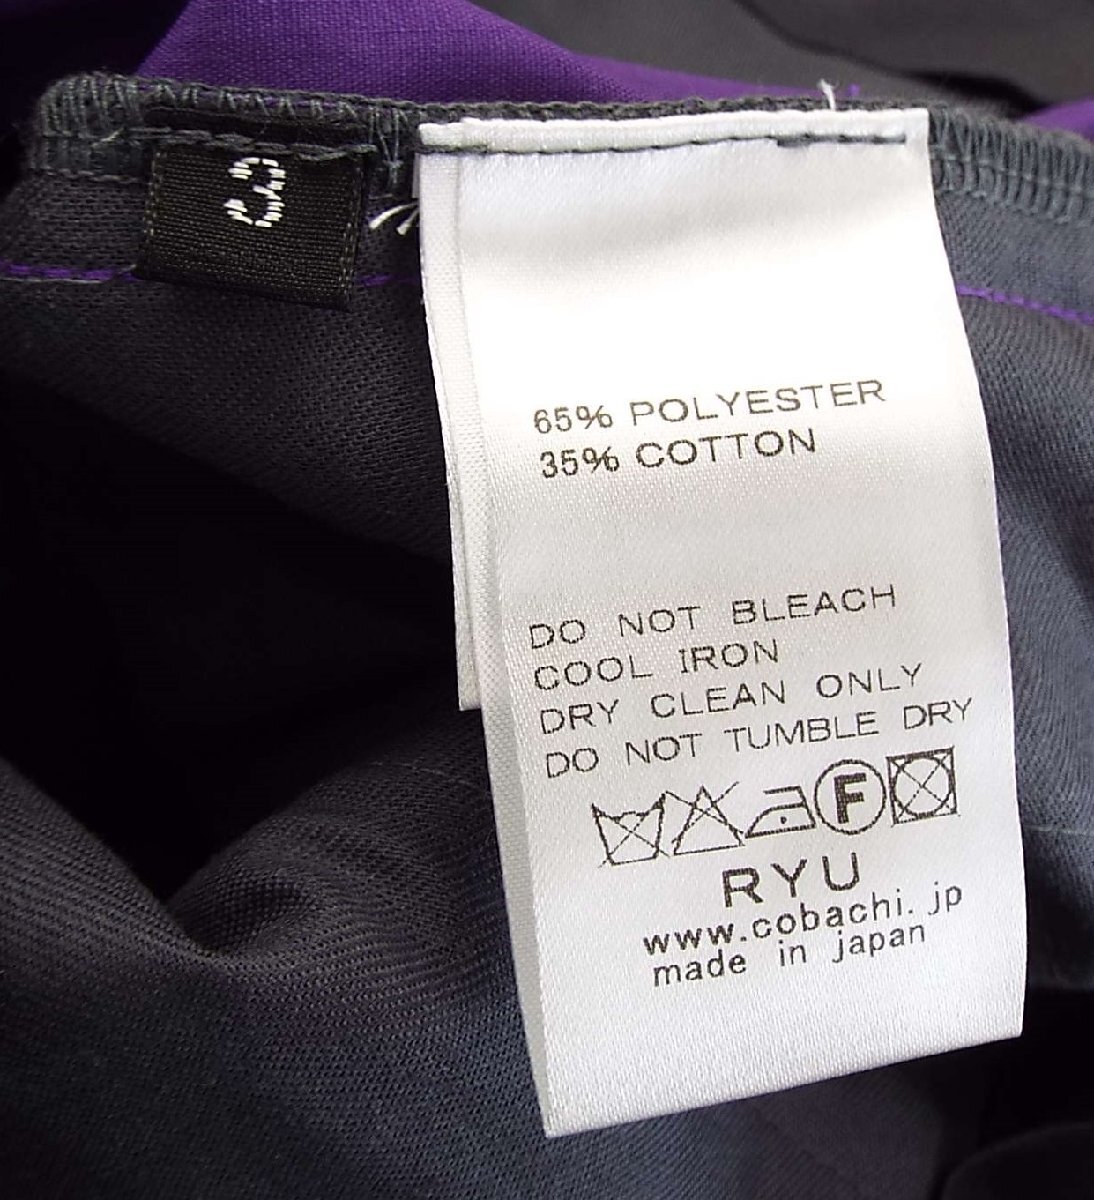 3
65% POLYESTER
35% COTTON
DO NOT BLEACH
COOL IRON
DRY CLEAN ONLY
DO NOT TUMBLE DRY
F
RYU
www.cobachi.jp
made in japan